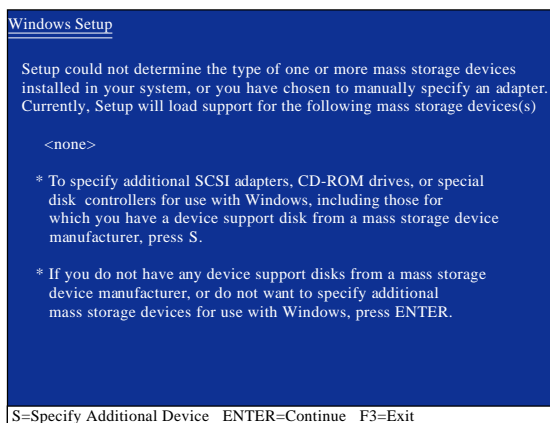 Windows Setup
Setup could not determine the type of one or more mass storage devices
installed in your system, or you have chosen to manually specify an adapter.
Currently, Setup will load support for the following mass storage devices(s)
<none>
* To specify additional SCSI adapters, CD-ROM drives, or special
disk controllers for use with Windows, including those for
which you have a device support disk from a mass storage device
manufacturer, press S.
* If you do not have any device support disks from a mass storage
device manufacturer, or do not want to specify additional
mass storage devices for use with Windows, press ENTER.
S=Specify Additional Device ENTER=Continue F3=Exit